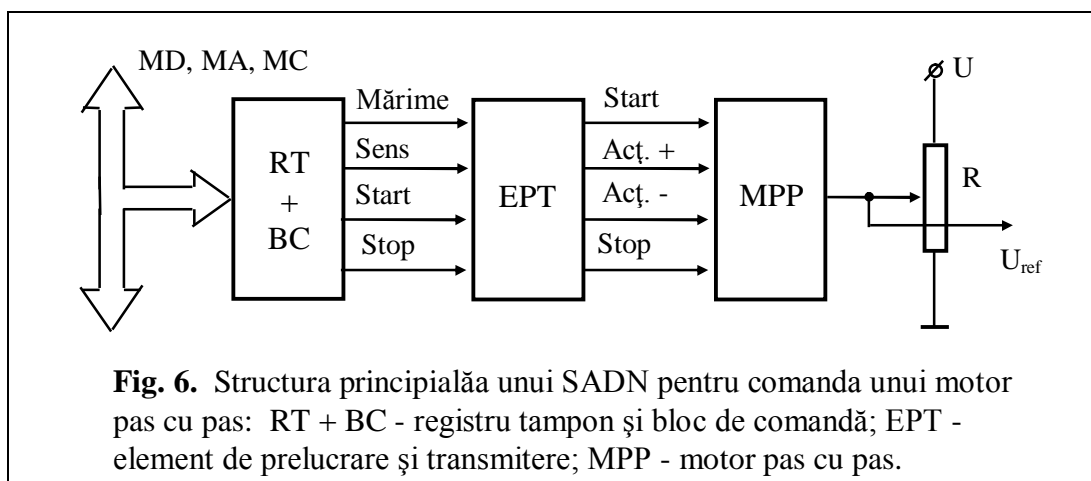 MD, MA, MC
U
Mărime
Start
Sens
Acţ. +
RT
+
BC
EPT
MPP
R
Start
Acţ. -
Stop
Stop
Uref
Fig. 6. Structura principialăa unui SADN pentru comanda unui motor
pas cu pas: RT + BC - registru tampon şi bloc de comandă; EPT -
element de prelucrare şi transmitere; MPP - motor pas cu pas.